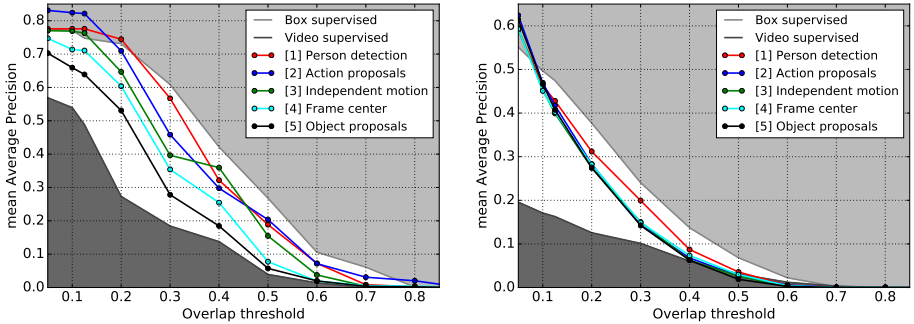 Box supervised
Video supervised
[1] Person detection
[2] Action proposals
[3] Independent motion
[4] Frame center
[5] Object proposals
mean Average Precision
0.8
0.7
0.6
0.5
0.4
0.3
0.2
0.1
0.0
0.1 0.2 0.3 0.4 0.5 0.6 0.7 0.8
Overlap threshold
Box supervised
Video supervised
[1] Person detection
[2] Action proposals
[3] Independent motion
[4] Frame center
[5] Object proposals
mean Average Precision
0.6
0.5
0.4
0.3
0.2
0.1
0.0
0.1 0.2 0.3 0.4 0.5 0.6 0.7 0.8
Overlap threshold